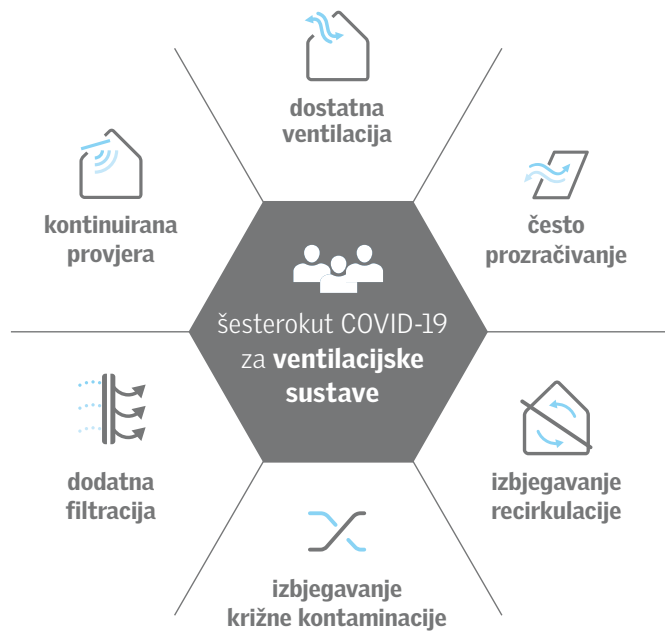 dostatna
ventilacija
kontinuirana
provjera
često
prozračivanje
šesterokut COVID-19
za ventilacijske
sustave
dodatna
filtracija
izbjegavanje
recirkulacije
izbjegavanje
križne kontaminacije